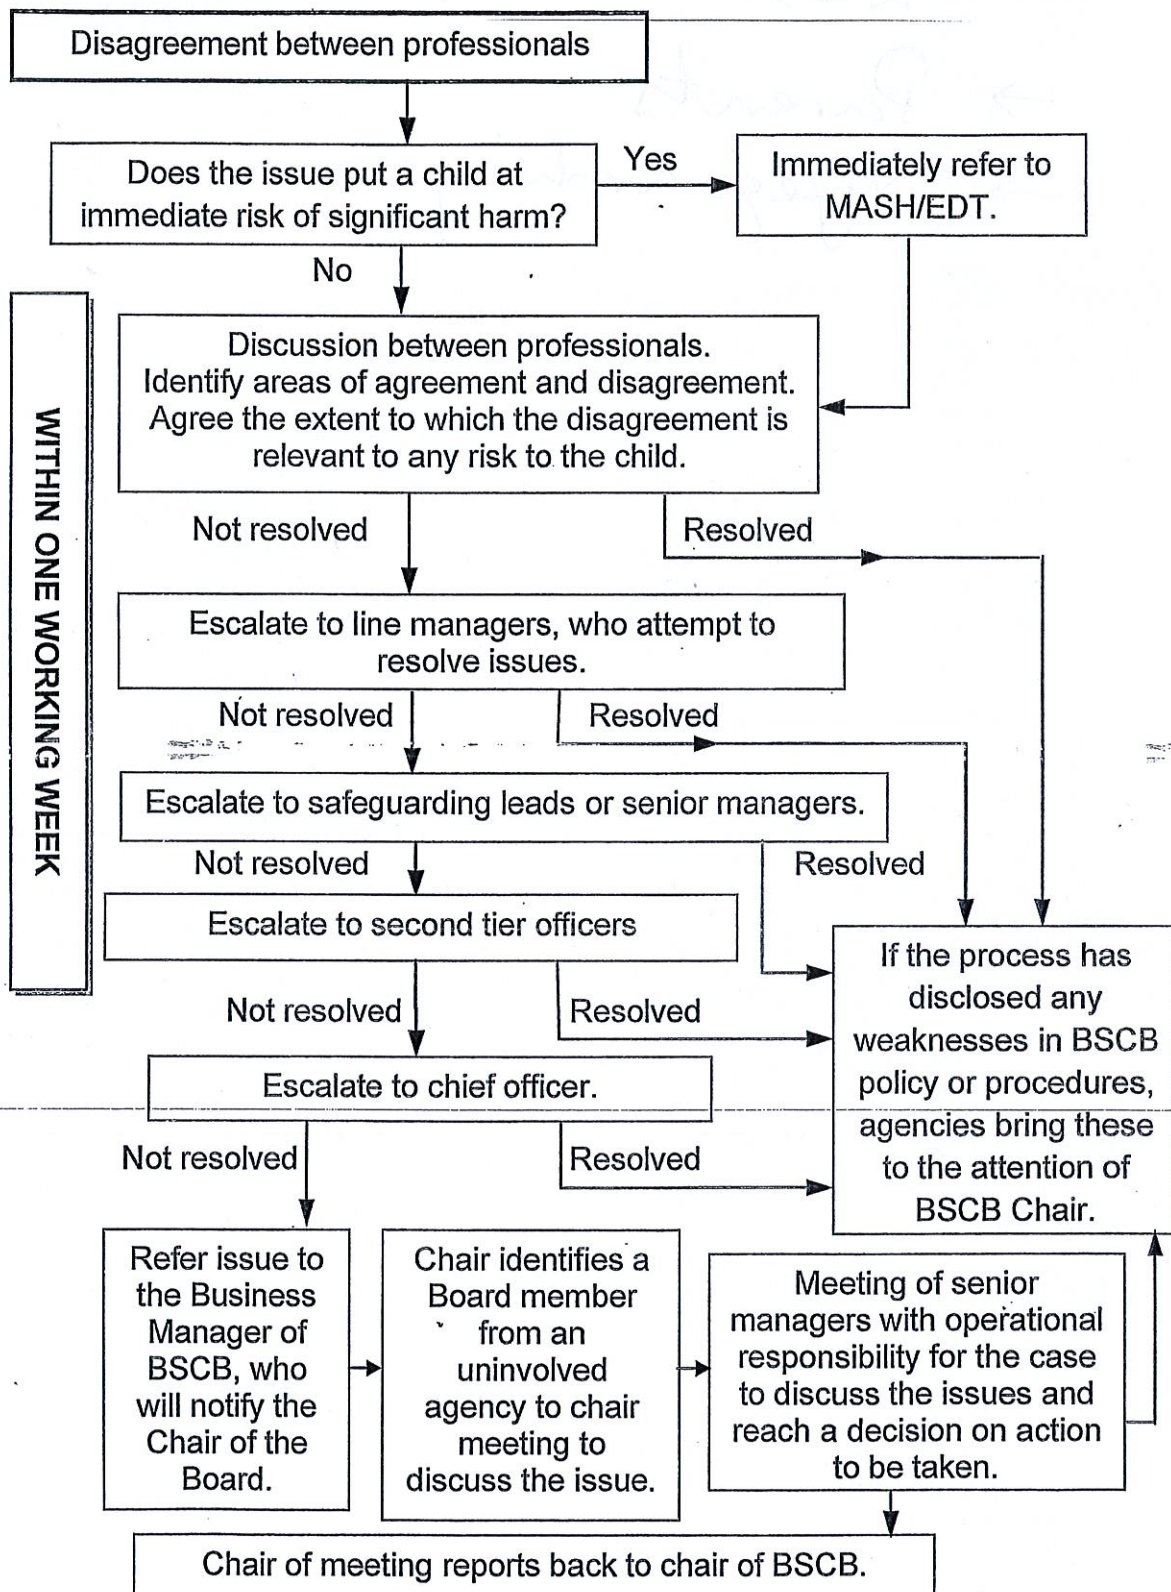 Disagreement between professionals
Does the issue put a child at
immediate risk of significant harm?
Yes
Immediately refer to
MASH/EDT.
No
WITHIN ONE WORKING WEEK
Discussion between professionals.
Identify areas of agreement and disagreement.
Agree the extent to which the disagreement is
relevant to any risk to the child.
Not resolved
Resolved
Escalate to line managers, who attempt to
resolve issues.
Not resolved
Resolved
Escalate to safeguarding leads or senior managers.
Not resolved
Resolved
Escalate to second tier officers
Not resolved
Resolved
Escalate to chief officer.
Not resolved
Resolved
If the process has
disclosed any
weaknesses in BSCB
policy or procedures,
agencies bring these
to the attention of
BSCB Chair.
Refer issue to
the Business
Manager of
BSCB, who
will notify the
Chair of the
Board.
Chair identifies a
Board member
from an
uninvolved
agency to chair
meeting to
discuss the issue.
Meeting of senior
managers with operational
responsibility for the case
to discuss the issues and
reach a decision on action
to be taken.
Chair of meeting reports back to chair of BSCB.